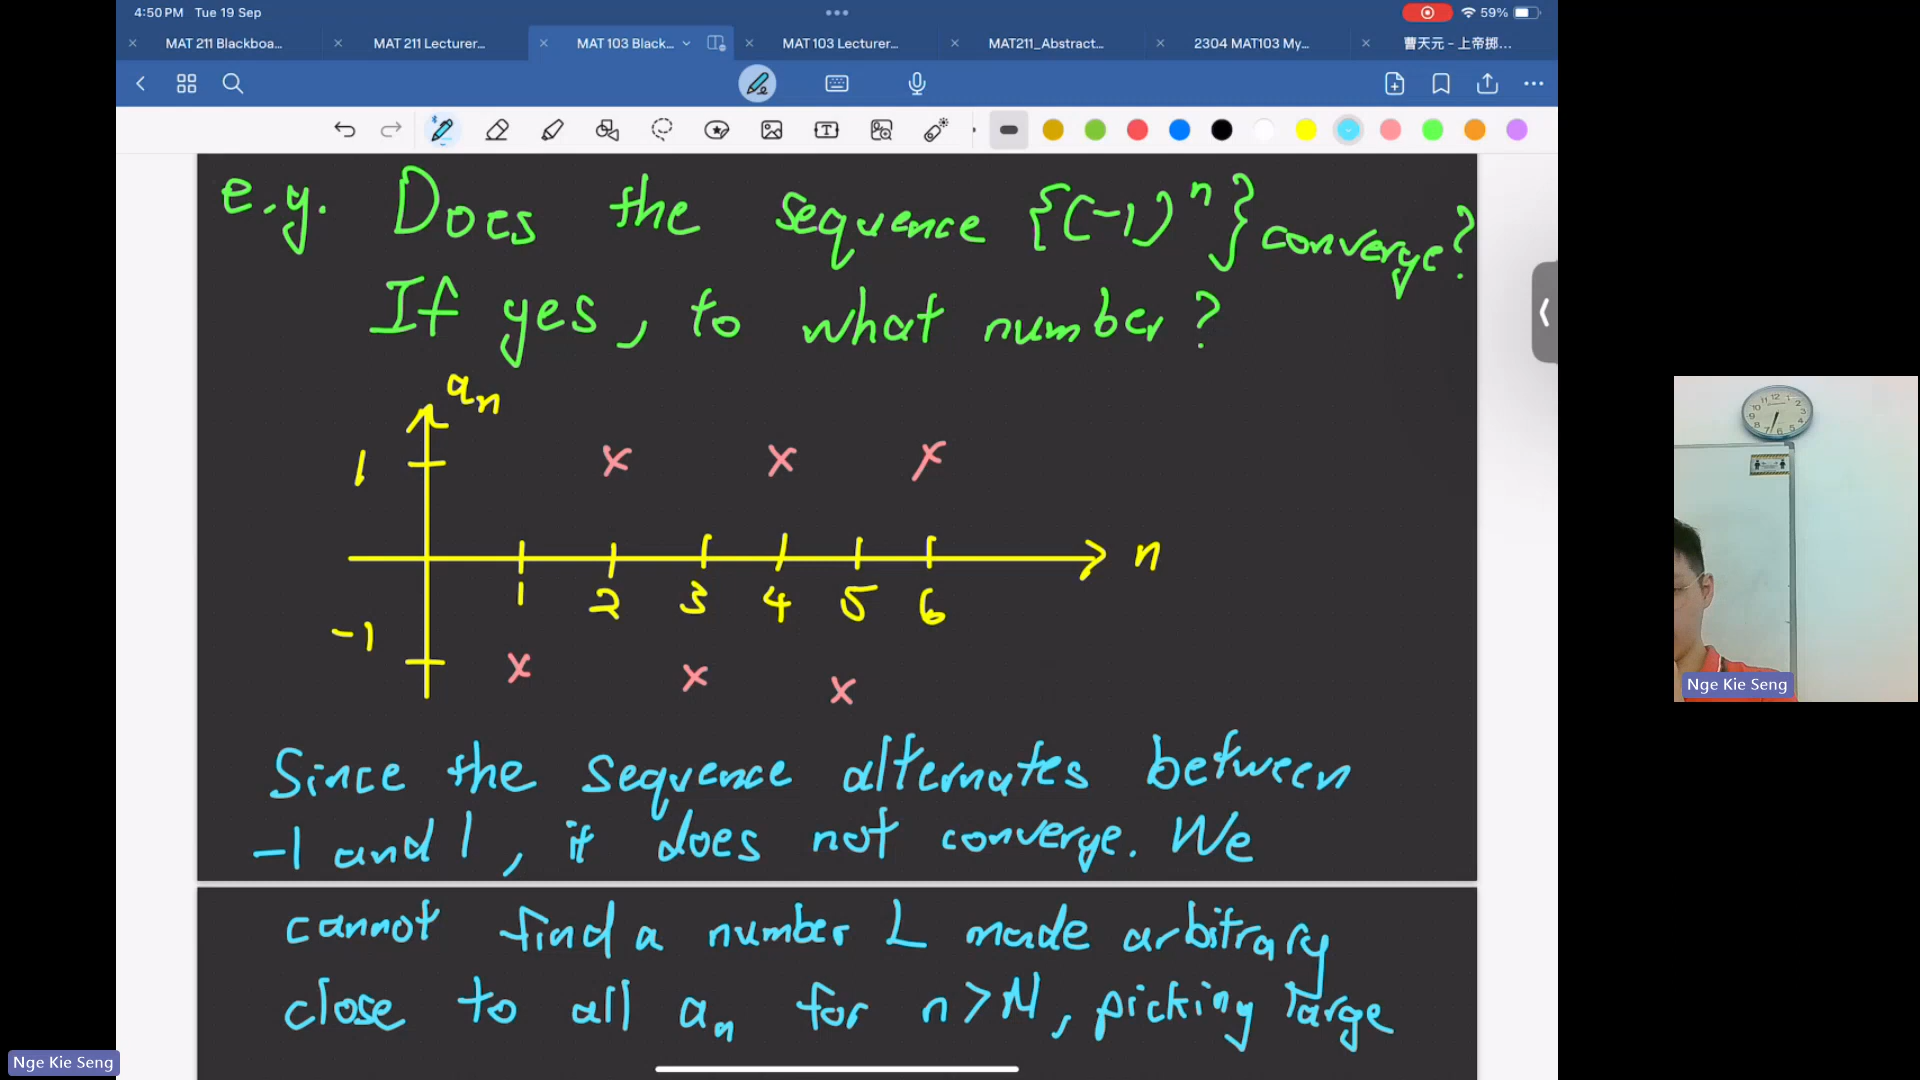 4:50 PM Tue 19 Sep
59%
MAT 211 Blackboa...
MAT 211 Lecturer...
MAT 103 Black...
MAT 103 Lecturer...
MAT211_Abstract...
2304 MAT103 My...
曹天元 - 上帝掷...
e.g. Does the sequence {(-1)ⁿ} converge?
If yes, to what number?
aₙ
1
n
1 2 3 4 5 6
-1
Since the sequence alternates between
-1 and 1, it does not converge. We
cannot find a number L made arbitrary
close to all aₙ for n > N, picking large
Nge Kie Seng
Nge Kie Seng